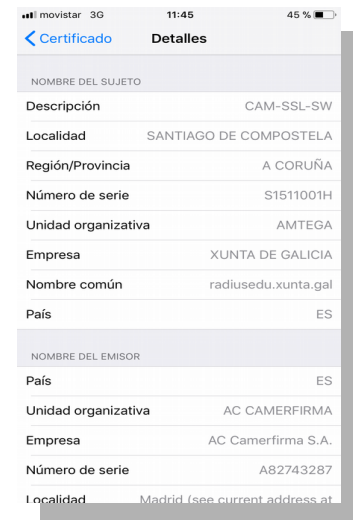 movistar 3G 11:45 45 %
Certificado Detalles
NOMBRE DEL SUJETO
Descripción CAM-SSL-SW
Localidad SANTIAGO DE COMPOSTELA
Región/Provincia A CORUÑA
Número de serie S1511001H
Unidad organizativa AMTEGA
Empresa XUNTA DE GALICIA
Nombre común radiusedu.xunta.gal
País ES
NOMBRE DEL EMISOR
País ES
Unidad organizativa AC CAMERFIRMA
Empresa AC Camerfirma S.A.
Número de serie A82743287
Localidad Madrid (see current address at